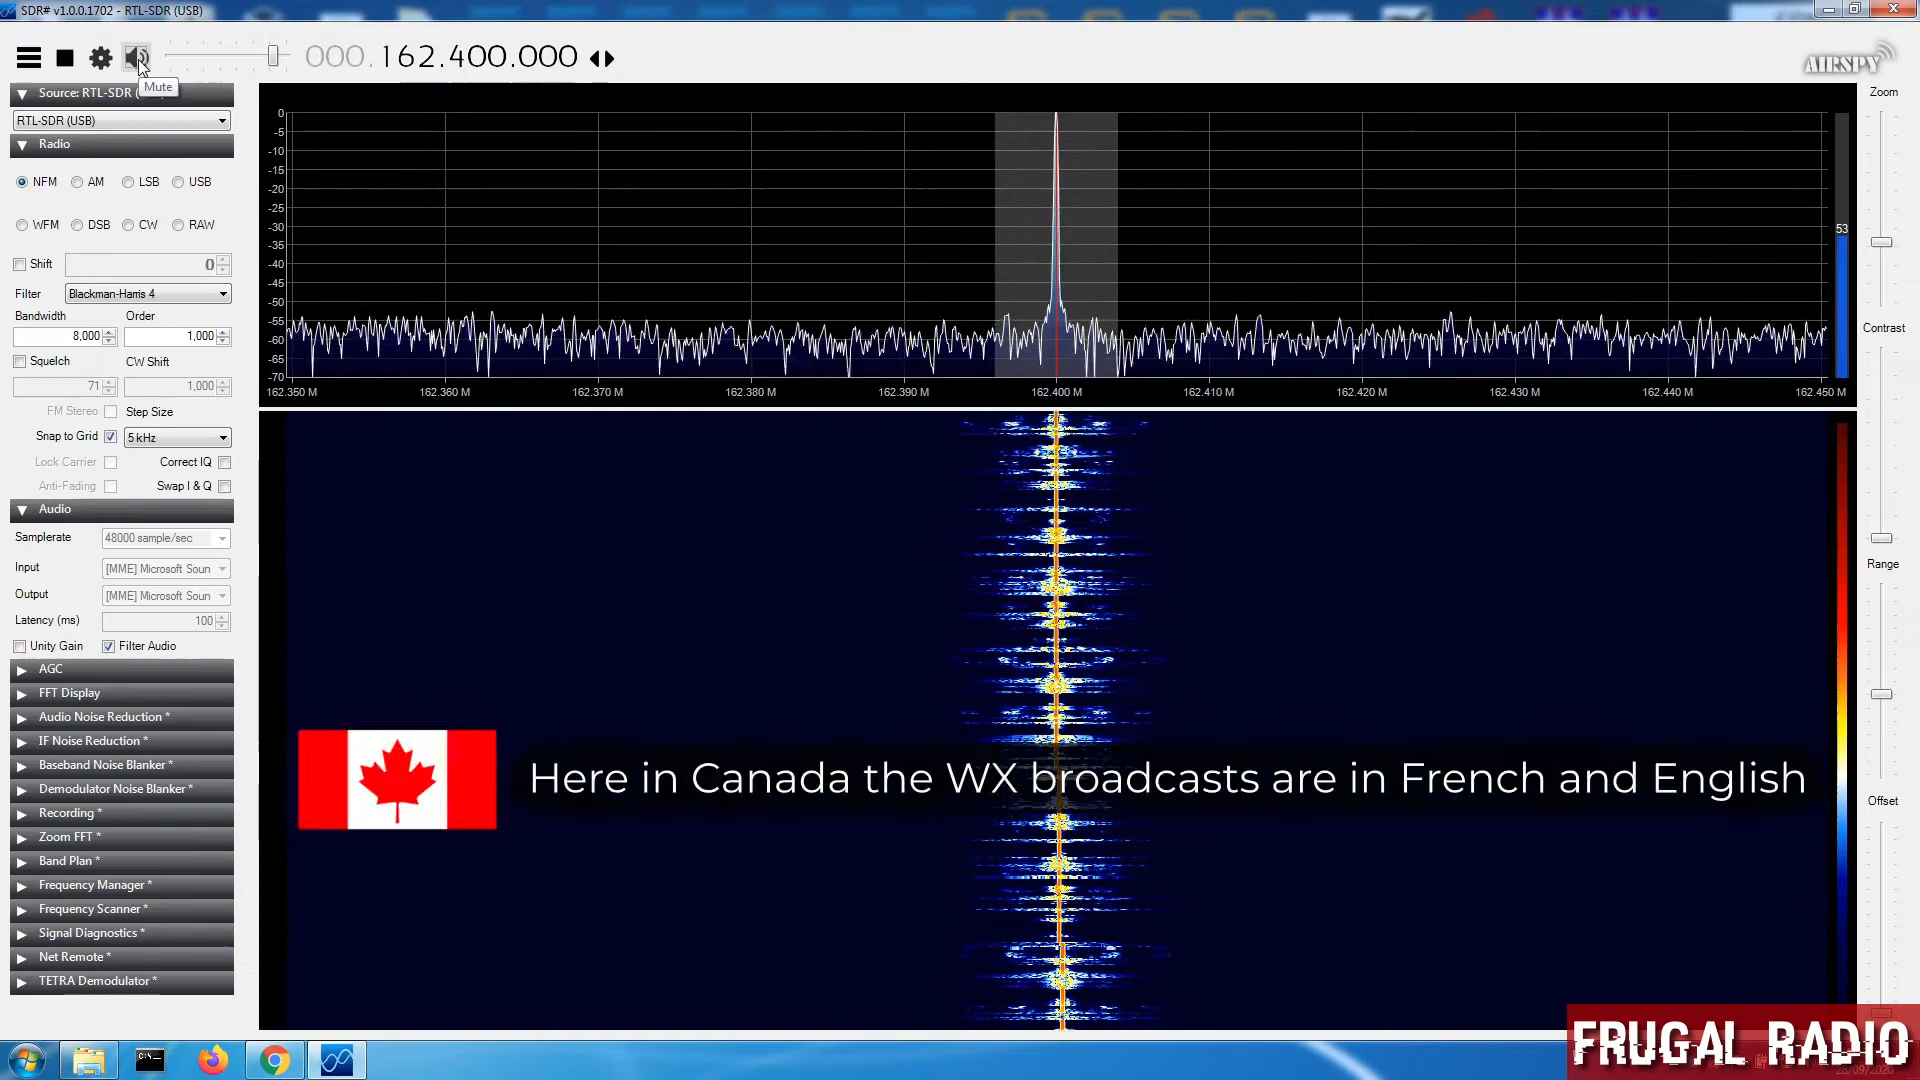 SDR# v1.0.0.1702 - RTL-SDR (USB)
000.162.400.000
AIRSPY
Mute
Source: RTL-SDR (
RTL-SDR (USB)
Radio
NFM AM LSB USB
WFM DSB CW RAW
Shift 0
Filter Blackman-Harris 4
Bandwidth Order
8,000 1,000
Squelch CW Shift
71 1,000
FM Stereo Step Size
Snap to Grid 5 kHz
Lock Carrier Correct IQ
Anti-Fading Swap I & Q
Audio
Samplerate 48000 sample/sec
Input [MME] Microsoft Soun
Output [MME] Microsoft Soun
Latency (ms) 100
Unity Gain Filter Audio
AGC
FFT Display
Audio Noise Reduction *
IF Noise Reduction *
Baseband Noise Blanker *
Demodulator Noise Blanker *
Recording *
Zoom FFT *
Band Plan *
Frequency Manager *
Frequency Scanner *
Signal Diagnostics *
Net Remote *
TETRA Demodulator *
0
-5
-10
-15
-20
-25
-30
-35
-40
-45
-50
-55
-60
-65
-70
162.350 M 162.360 M 162.370 M 162.380 M 162.390 M 162.400 M 162.410 M 162.420 M 162.430 M 162.440 M 162.450 M
53
Zoom
Contrast
Range
Offset
Here in Canada the WX broadcasts are in French and English
FRUGAL RADIO
28/09/2020